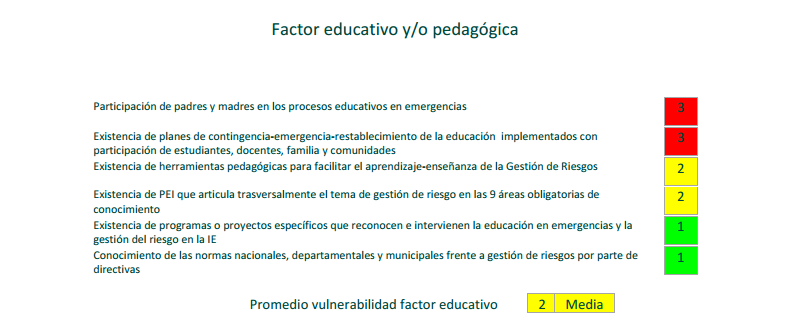 Factor educativo y/o pedagógica
Participación de padres y madres en los procesos educativos en emergencias 3
Existencia de planes de contingencia-emergencia-restablecimiento de la educación implementados con 3
participación de estudiantes, docentes, familia y comunidades
Existencia de herramientas pedagógicas para facilitar el aprendizaje-enseñanza de la Gestión de Riesgos 2
Existencia de PEI que articula trasversalmente el tema de gestión de riesgo en las 9 áreas obligatorias de 2
conocimiento
Existencia de programas o proyectos específicos que reconocen e intervienen la educación en emergencias y la 1
gestión del riesgo en la IE
Conocimiento de las normas nacionales, departamentales y municipales frente a gestión de riesgos por parte de 1
directivas
Promedio vulnerabilidad factor educativo 2 Media